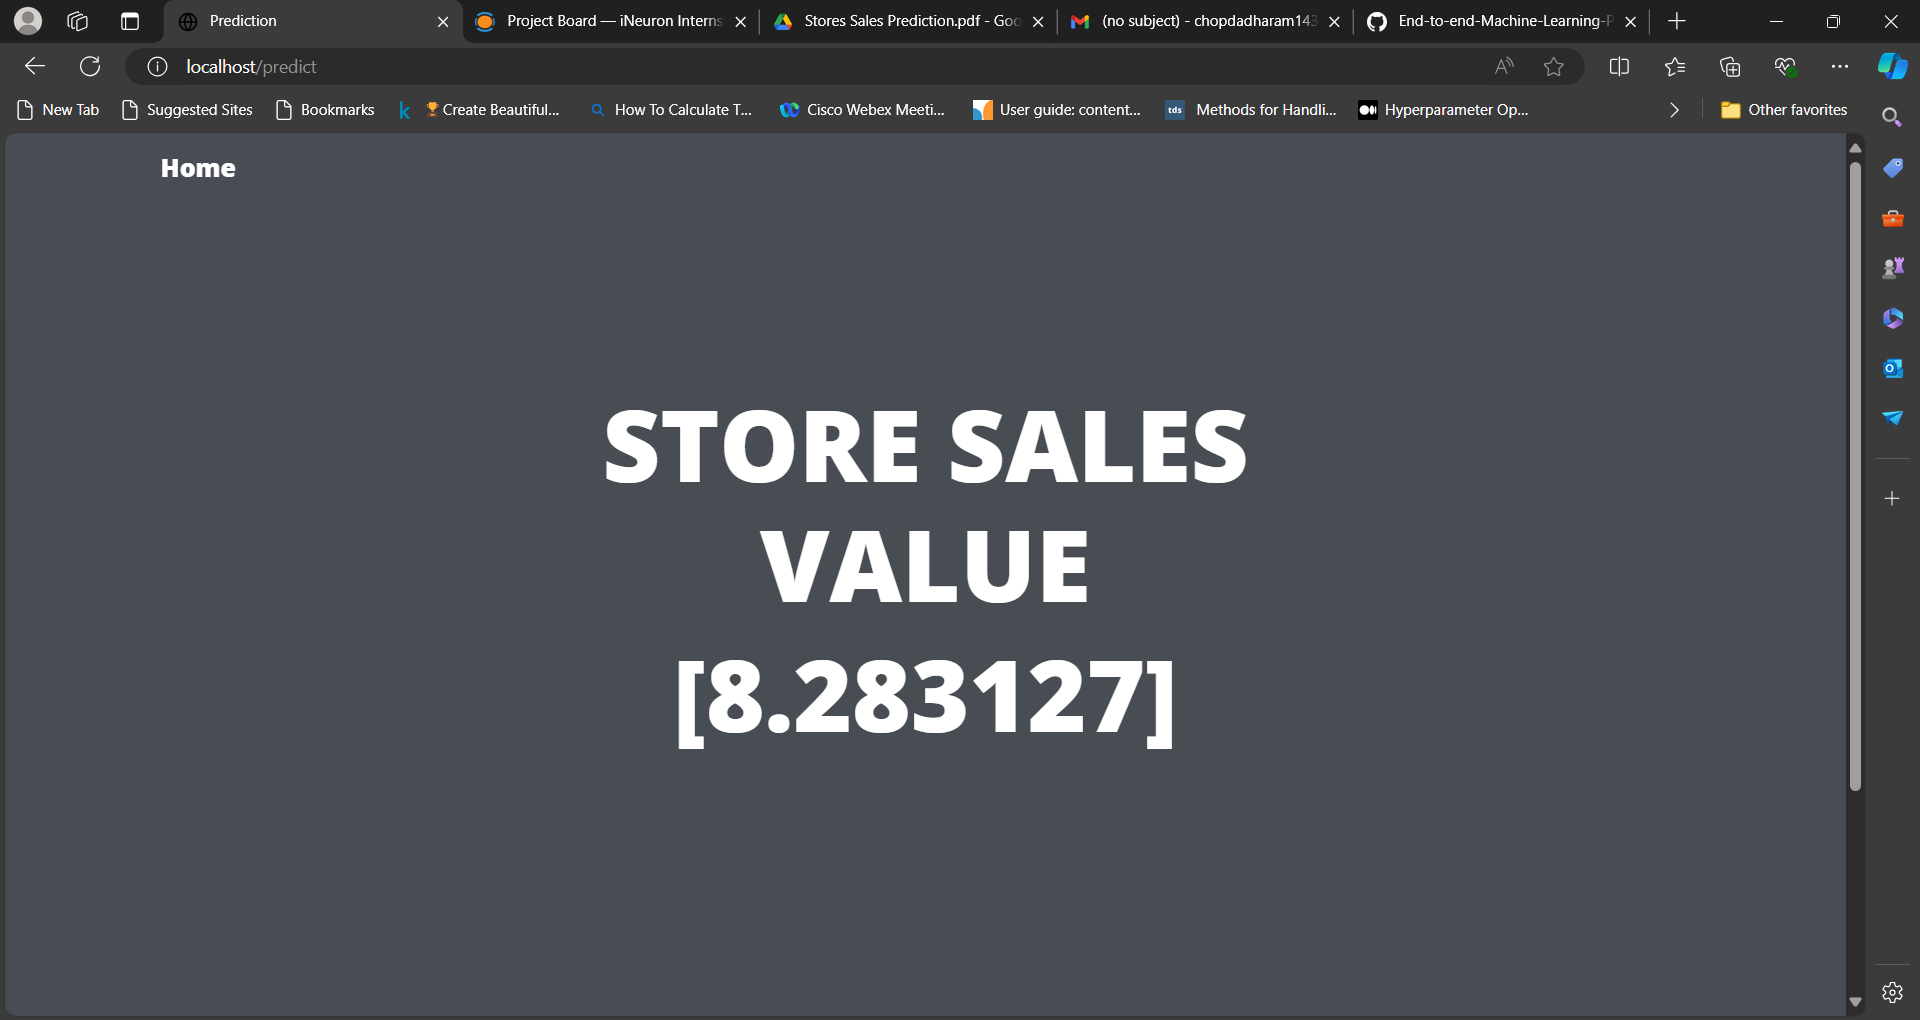 Prediction
Project Board — iNeuron Interns
Stores Sales Prediction.pdf - Goo
(no subject) - chopdadharam143
End-to-end-Machine-Learning-P
localhost/predict
New Tab
Suggested Sites
Bookmarks
k
Create Beautiful...
How To Calculate T...
Cisco Webex Meeti...
User guide: content...
tds
Methods for Handli...
Hyperparameter Op...
Other favorites
Home
STORE SALES
VALUE
[8.283127]